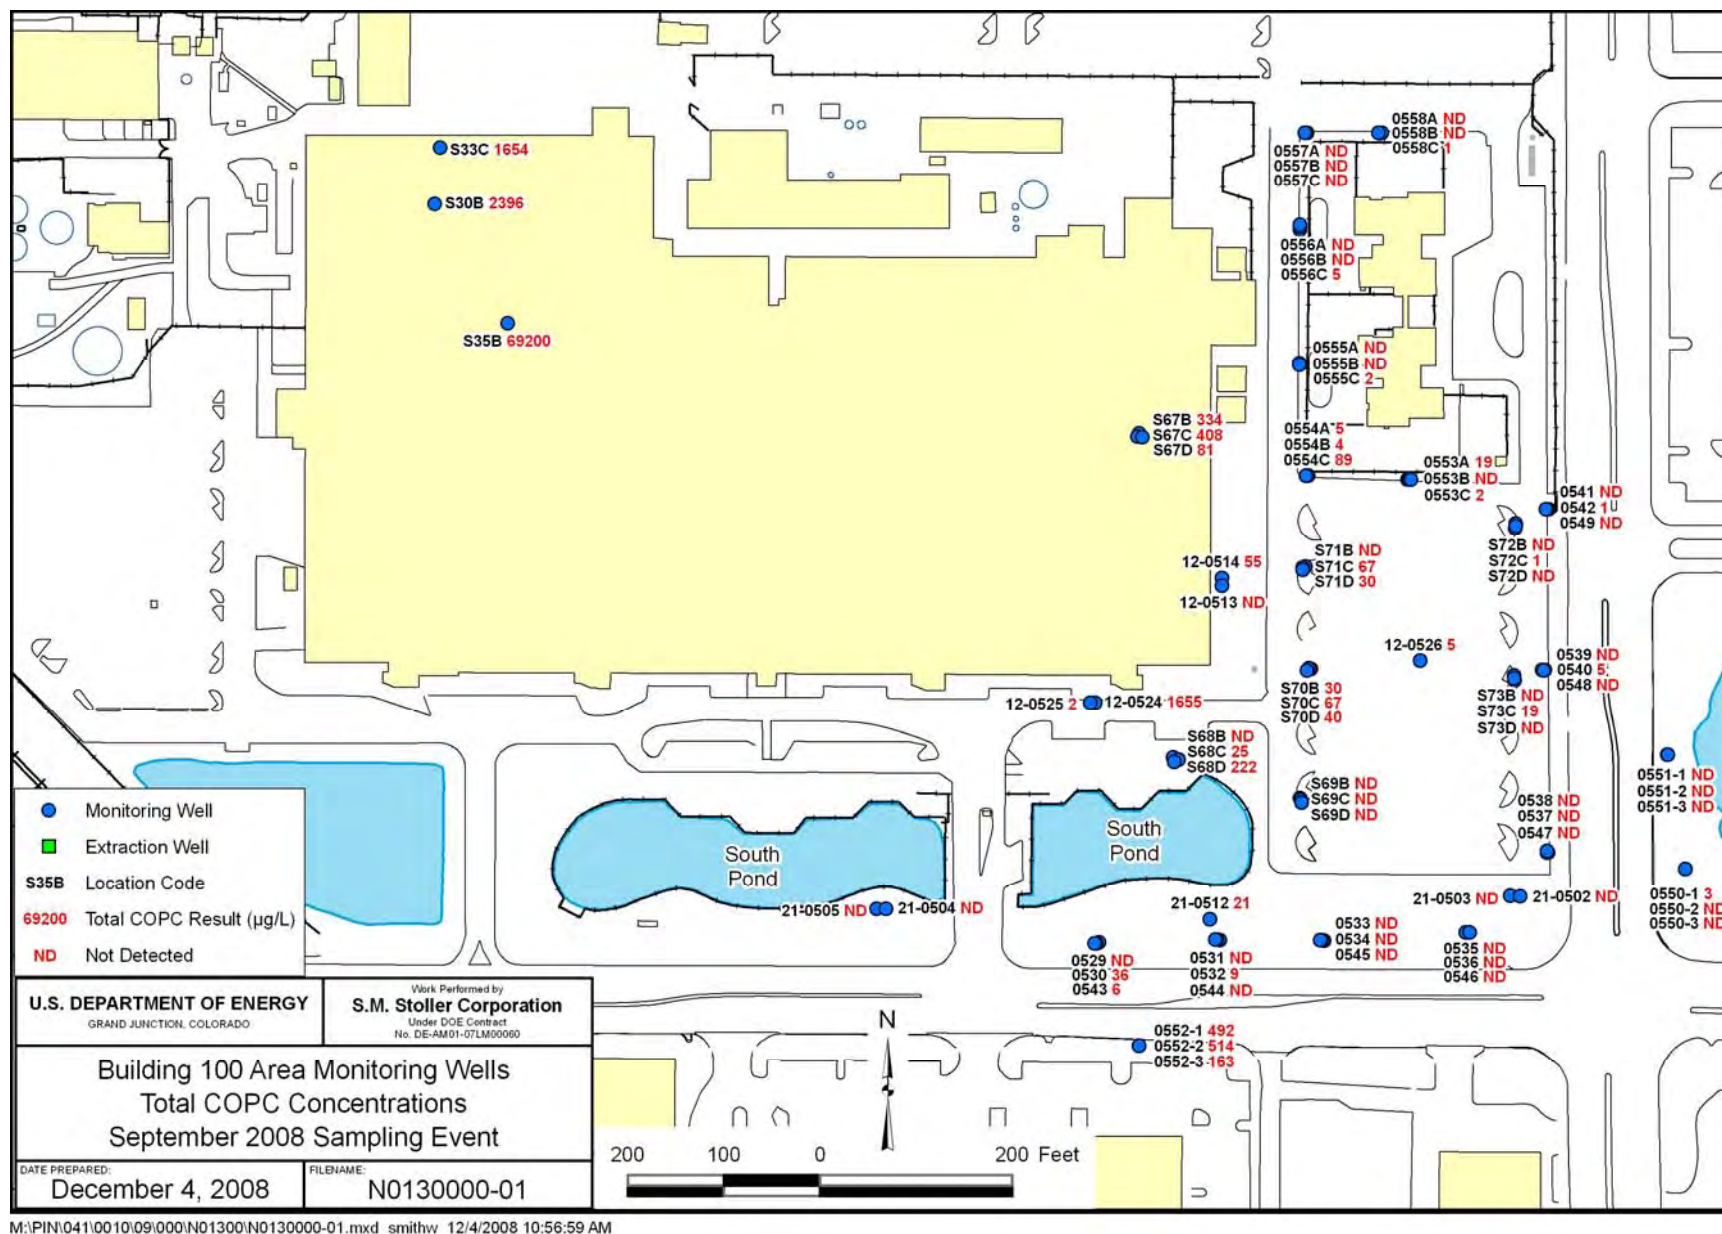 S33C 1654
S30B 2396
S35B 69200
0558A ND
0558B ND
0558C 1
0557A ND
0557B ND
0557C ND
0556A ND
0556B ND
0556C 5
0555A ND
0555B ND
0555C 2
S67B 334
S67C 408
S67D 81
0554A 5
0554B 4
0554C 89
0553A 19
0553B ND
0553C 2
0541 ND
0542 1
0549 ND
S72B ND
S72C 1
S72D ND
S71B ND
S71C 67
S71D 30
12-0514 55
12-0513 ND
12-0526 5
0539 ND
0540 5
0548 ND
S70B 30
S70C 67
S70D 40
S73B ND
S73C 19
S73D ND
12-0525 2
12-0524 1655
S68B ND
S68C 25
S68D 222
0551-1 ND
0551-2 ND
0551-3 ND
S69B ND
S69C ND
S69D ND
0538 ND
0537 ND
0547 ND
South
Pond
South
Pond
0550-1 3
0550-2 ND
0550-3 ND
21-0505 ND
21-0504 ND
21-0512 21
21-0503 ND
21-0502 ND
0529 ND
0530 36
0543 6
0531 ND
0532 9
0544 ND
0533 ND
0534 ND
0545 ND
0535 ND
0536 ND
0546 ND
0552-1 492
0552-2 514
0552-3 163
Monitoring Well
Extraction Well
S35B Location Code
69200 Total COPC Result (µg/L)
ND Not Detected
U.S. DEPARTMENT OF ENERGY
GRAND JUNCTION, COLORADO
Work Performed by
S.M. Stoller Corporation
Under DOE Contract
No. DE-AM01-07LM00060
Building 100 Area Monitoring Wells
Total COPC Concentrations
September 2008 Sampling Event
DATE PREPARED:
December 4, 2008
FILENAME:
N0130000-01
N
200 100 0 200 Feet
M:\PIN\041\0010\09\000\N01300\N0130000-01.mxd smithw 12/4/2008 10:56:59 AM